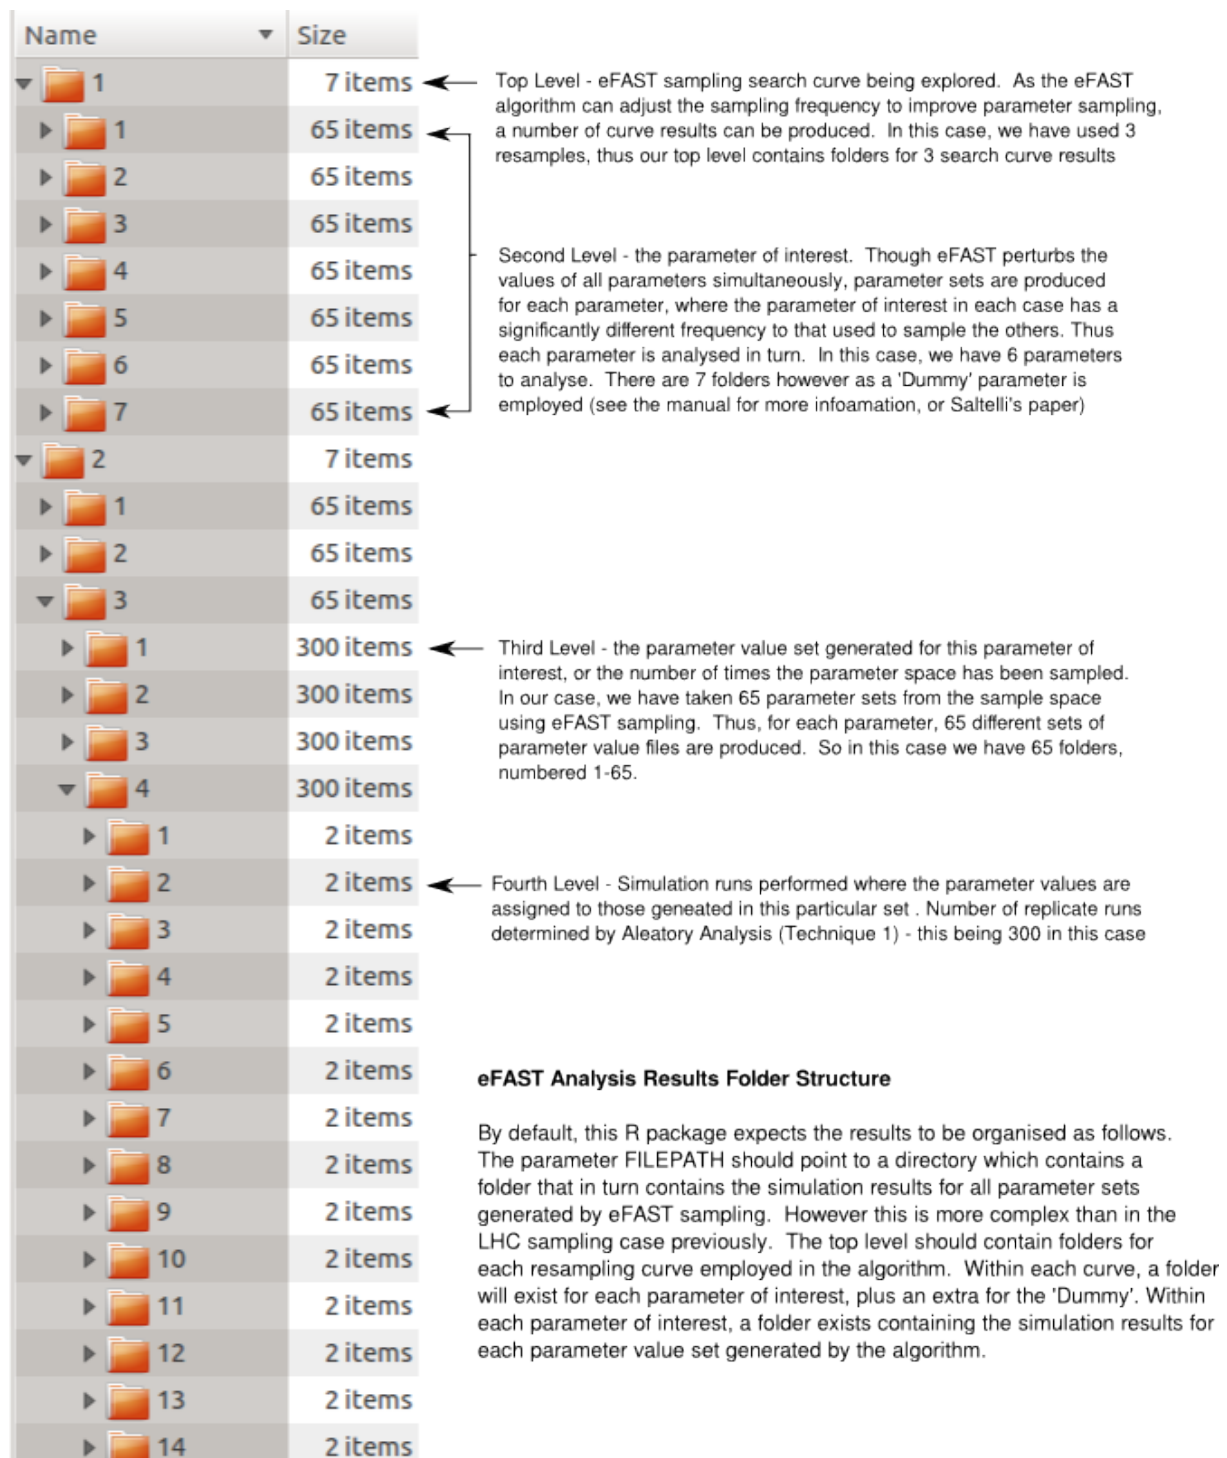 Name Size
1 7 items
Top Level - eFAST sampling search curve being explored. As the eFAST
algorithm can adjust the sampling frequency to improve parameter sampling,
a number of curve results can be produced. In this case, we have used 3
resamples, thus our top level contains folders for 3 search curve results
1 65 items
2 65 items
3 65 items
4 65 items
5 65 items
6 65 items
7 65 items
Second Level - the parameter of interest. Though eFAST perturbs the
values of all parameters simultaneously, parameter sets are produced
for each parameter, where the parameter of interest in each case has a
significantly different frequency to that used to sample the others. Thus
each parameter is analysed in turn. In this case, we have 6 parameters
to analyse. There are 7 folders however as a 'Dummy' parameter is
employed (see the manual for more infoamation, or Saltelli's paper)
2 7 items
1 65 items
2 65 items
3 65 items
1 300 items
2 300 items
3 300 items
4 300 items
Third Level - the parameter value set generated for this parameter of
interest, or the number of times the parameter space has been sampled.
In our case, we have taken 65 parameter sets from the sample space
using eFAST sampling. Thus, for each parameter, 65 different sets of
parameter value files are produced. So in this case we have 65 folders,
numbered 1-65.
1 2 items
2 2 items
3 2 items
4 2 items
5 2 items
6 2 items
7 2 items
8 2 items
9 2 items
10 2 items
11 2 items
12 2 items
13 2 items
14 2 items
Fourth Level - Simulation runs performed where the parameter values are
assigned to those geneated in this particular set . Number of replicate runs
determined by Aleatory Analysis (Technique 1) - this being 300 in this case
eFAST Analysis Results Folder Structure
By default, this R package expects the results to be organised as follows.
The parameter FILEPATH should point to a directory which contains a
folder that in turn contains the simulation results for all parameter sets
generated by eFAST sampling. However this is more complex than in the
LHC sampling case previously. The top level should contain folders for
each resampling curve employed in the algorithm. Within each curve, a folder
will exist for each parameter of interest, plus an extra for the 'Dummy'. Within
each parameter of interest, a folder exists containing the simulation results for
each parameter value set generated by the algorithm.